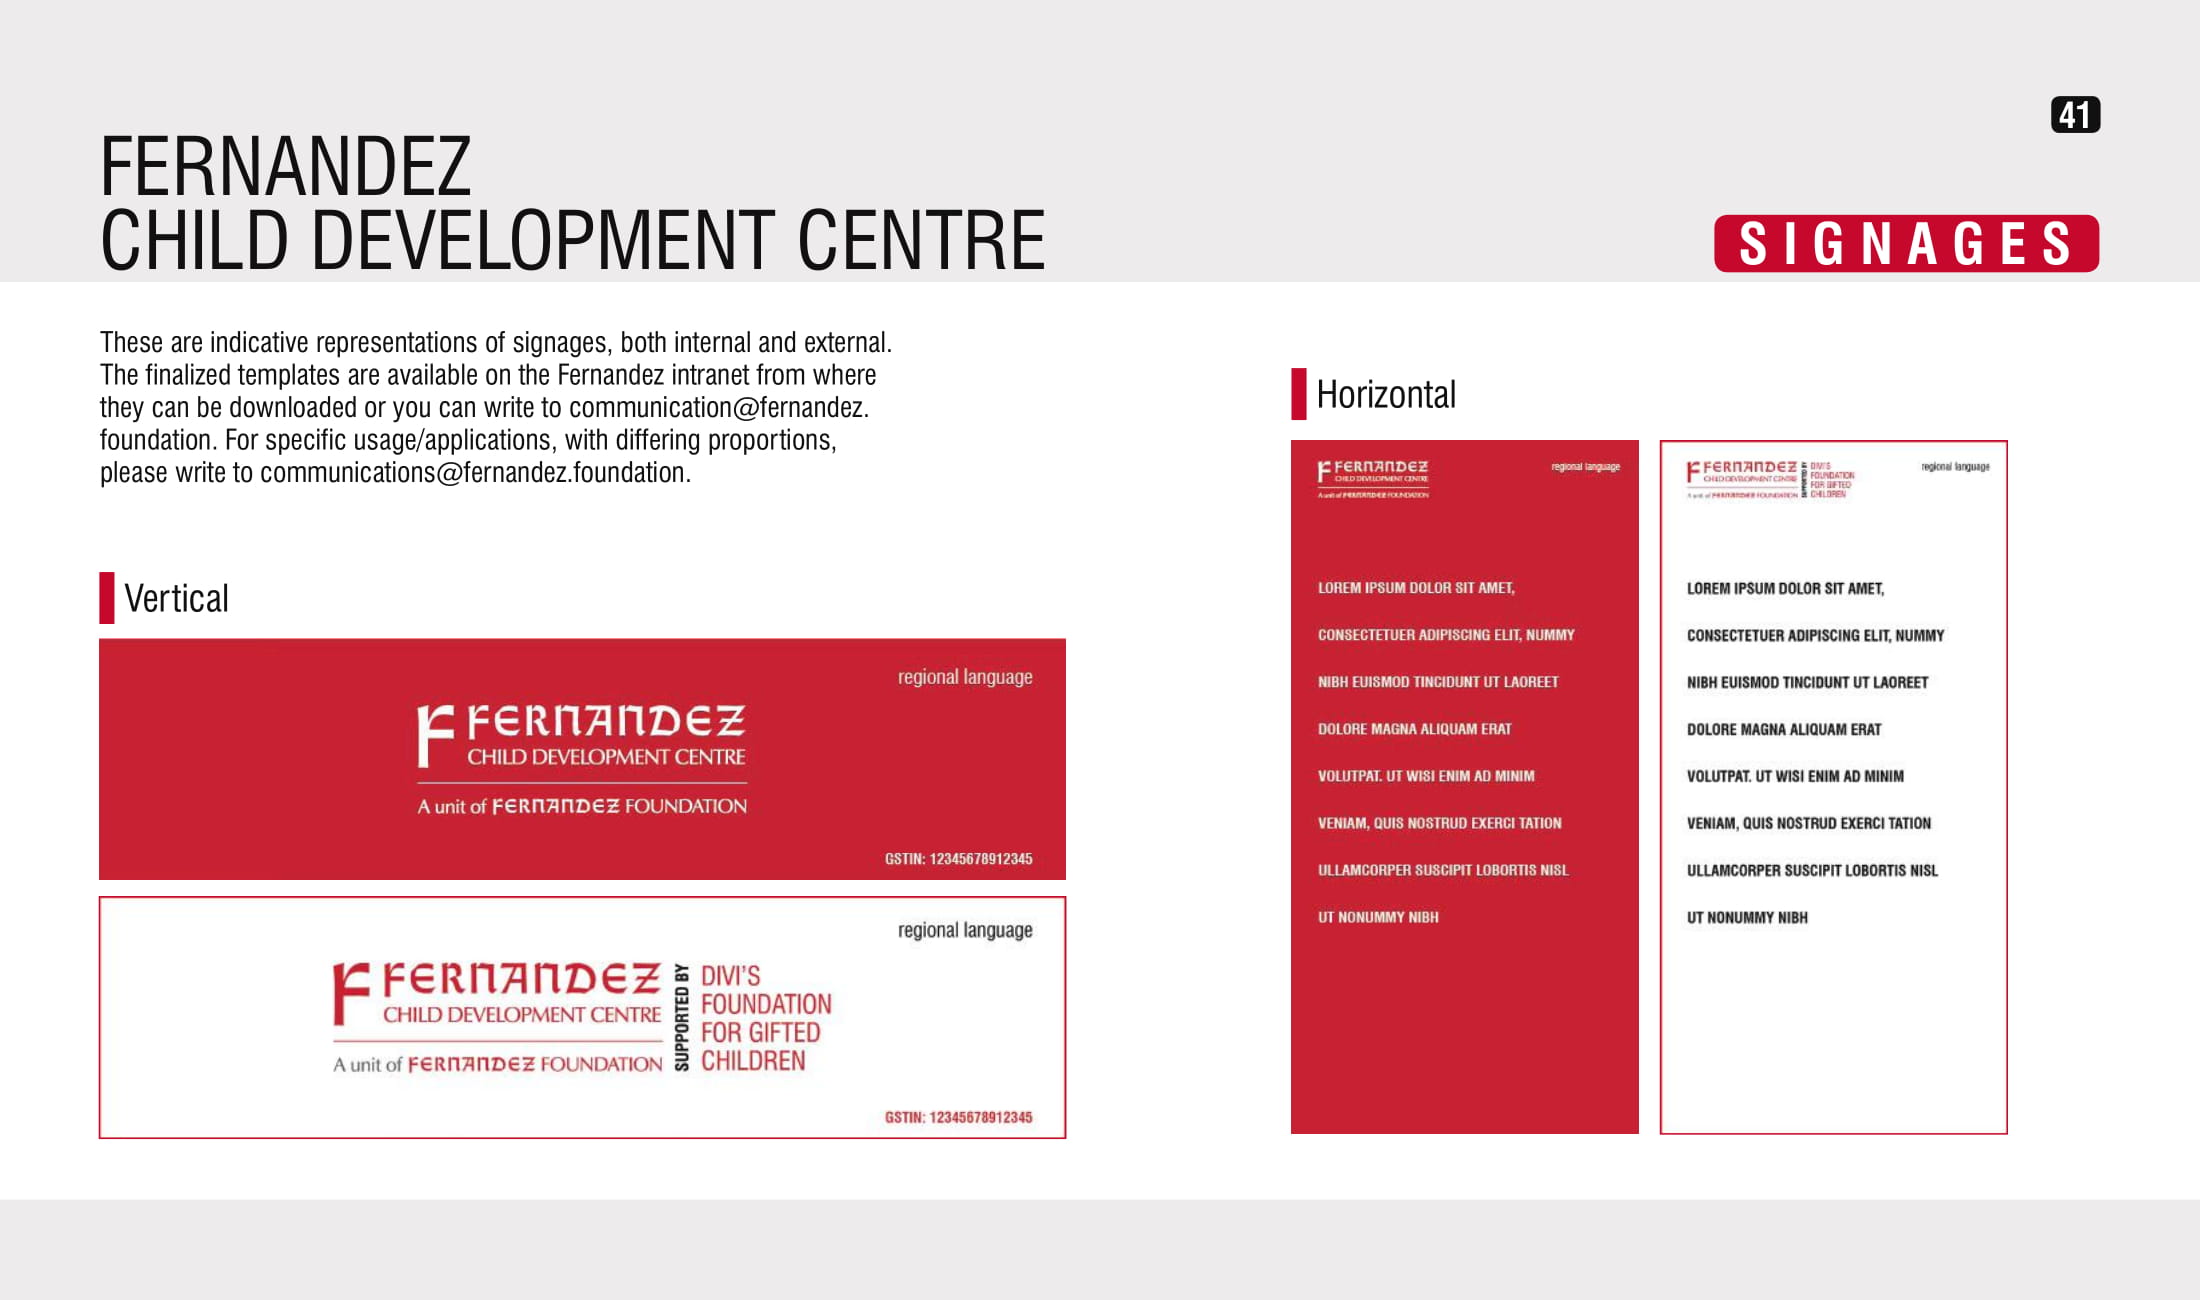 41
FERNANDEZ
CHILD DEVELOPMENT CENTRE
SIGNAGES
These are indicative representations of signages, both internal and external.
The finalized templates are available on the Fernandez intranet from where
they can be downloaded or you can write to communication@fernandez.
foundation. For specific usage/applications, with differing proportions,
please write to communications@fernandez.foundation.
Vertical
regional language
F FERNANDEZ
CHILD DEVELOPMENT CENTRE
A unit of FERNANDEZ FOUNDATION
GSTIN: 12345678912345
regional language
F FERNANDEZ
CHILD DEVELOPMENT CENTRE
A unit of FERNANDEZ FOUNDATION
SUPPORTED BY
DIVI'S
FOUNDATION
FOR GIFTED
CHILDREN
GSTIN: 12345678912345
Horizontal
F FERNANDEZ
CHILD DEVELOPMENT CENTRE
A unit of FERNANDEZ FOUNDATION
regional language
LOREM IPSUM DOLOR SIT AMET,
CONSECTETUER ADIPISCING ELIT, NUMMY
NIBH EUISMOD TINCIDUNT UT LAOREET
DOLORE MAGNA ALIQUAM ERAT
VOLUTPAT. UT WISI ENIM AD MINIM
VENIAM, QUIS NOSTRUD EXERCI TATION
ULLAMCORPER SUSCIPIT LOBORTIS NISL
UT NONUMMY NIBH
F FERNANDEZ
CHILD DEVELOPMENT CENTRE
A unit of FERNANDEZ FOUNDATION
SUPPORTED BY
DIVI'S
FOUNDATION
FOR GIFTED
CHILDREN
regional language
LOREM IPSUM DOLOR SIT AMET,
CONSECTETUER ADIPISCING ELIT, NUMMY
NIBH EUISMOD TINCIDUNT UT LAOREET
DOLORE MAGNA ALIQUAM ERAT
VOLUTPAT. UT WISI ENIM AD MINIM
VENIAM, QUIS NOSTRUD EXERCI TATION
ULLAMCORPER SUSCIPIT LOBORTIS NISL
UT NONUMMY NIBH